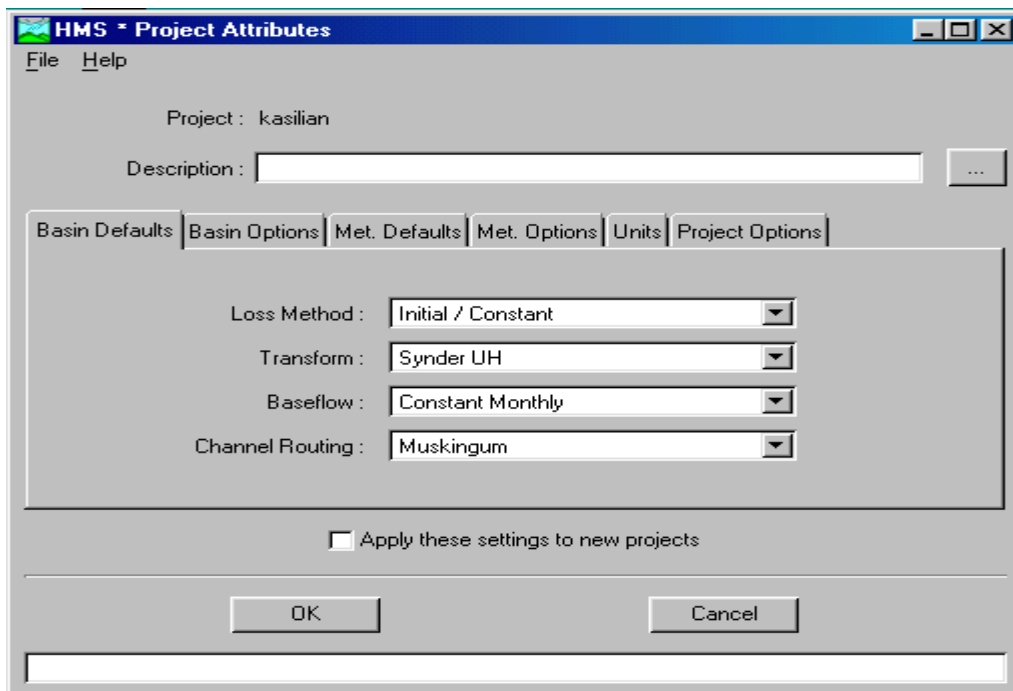 HMS * Project Attributes
File Help
Project : kasilian
Description :
...
Basin Defaults Basin Options Met. Defaults Met. Options Units Project Options
Loss Method : Initial / Constant
Transform : Synder UH
Baseflow : Constant Monthly
Channel Routing : Muskingum
Apply these settings to new projects
OK Cancel